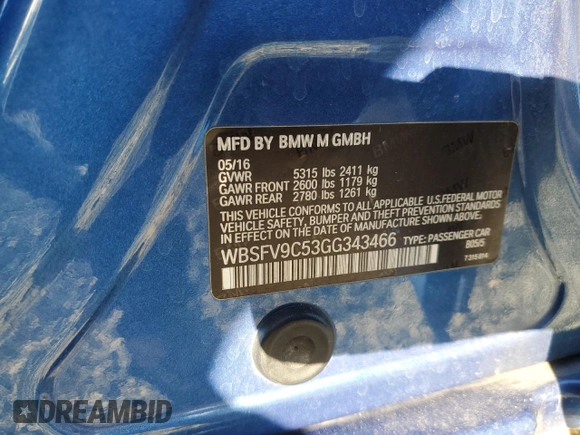 MFD BY BMW M GMBH
05/16
GVWR 5315 lbs 2411 kg
GAWR FRONT 2600 lbs 1179 kg
GAWR REAR 2780 lbs 1261 kg
THIS VEHICLE CONFORMS TO ALL APPLICABLE U.S. FEDERAL MOTOR
VEHICLE SAFETY, BUMPER AND THEFT PREVENTION STANDARDS
IN EFFECT ON THE DATE OF MANUFACTURE SHOWN ABOVE.
WBSFV9C53GG343466 TYPE: PASSENGER CAR
DREAMBID